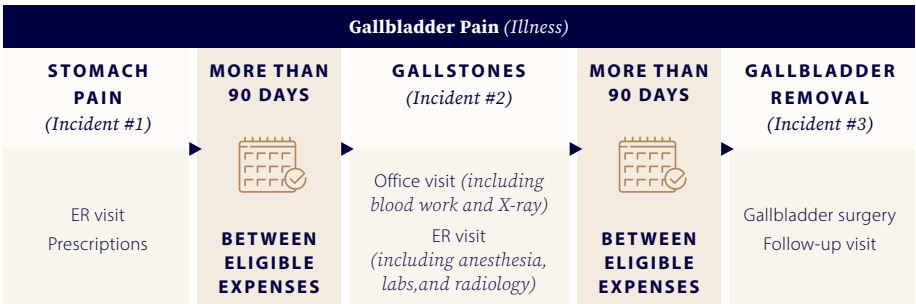 Gallbladder Pain (Illness)
STOMACH
PAIN
(Incident #1)
ER visit
Prescriptions
MORE THAN
90 DAYS
BETWEEN
ELIGIBLE
EXPENSES
GALLSTONES
(Incident #2)
Office visit (including
blood work and X-ray)
ER visit
(including anesthesia,
labs,and radiology)
MORE THAN
90 DAYS
BETWEEN
ELIGIBLE
EXPENSES
GALLBLADDER
REMOVAL
(Incident #3)
Gallbladder surgery
Follow-up visit